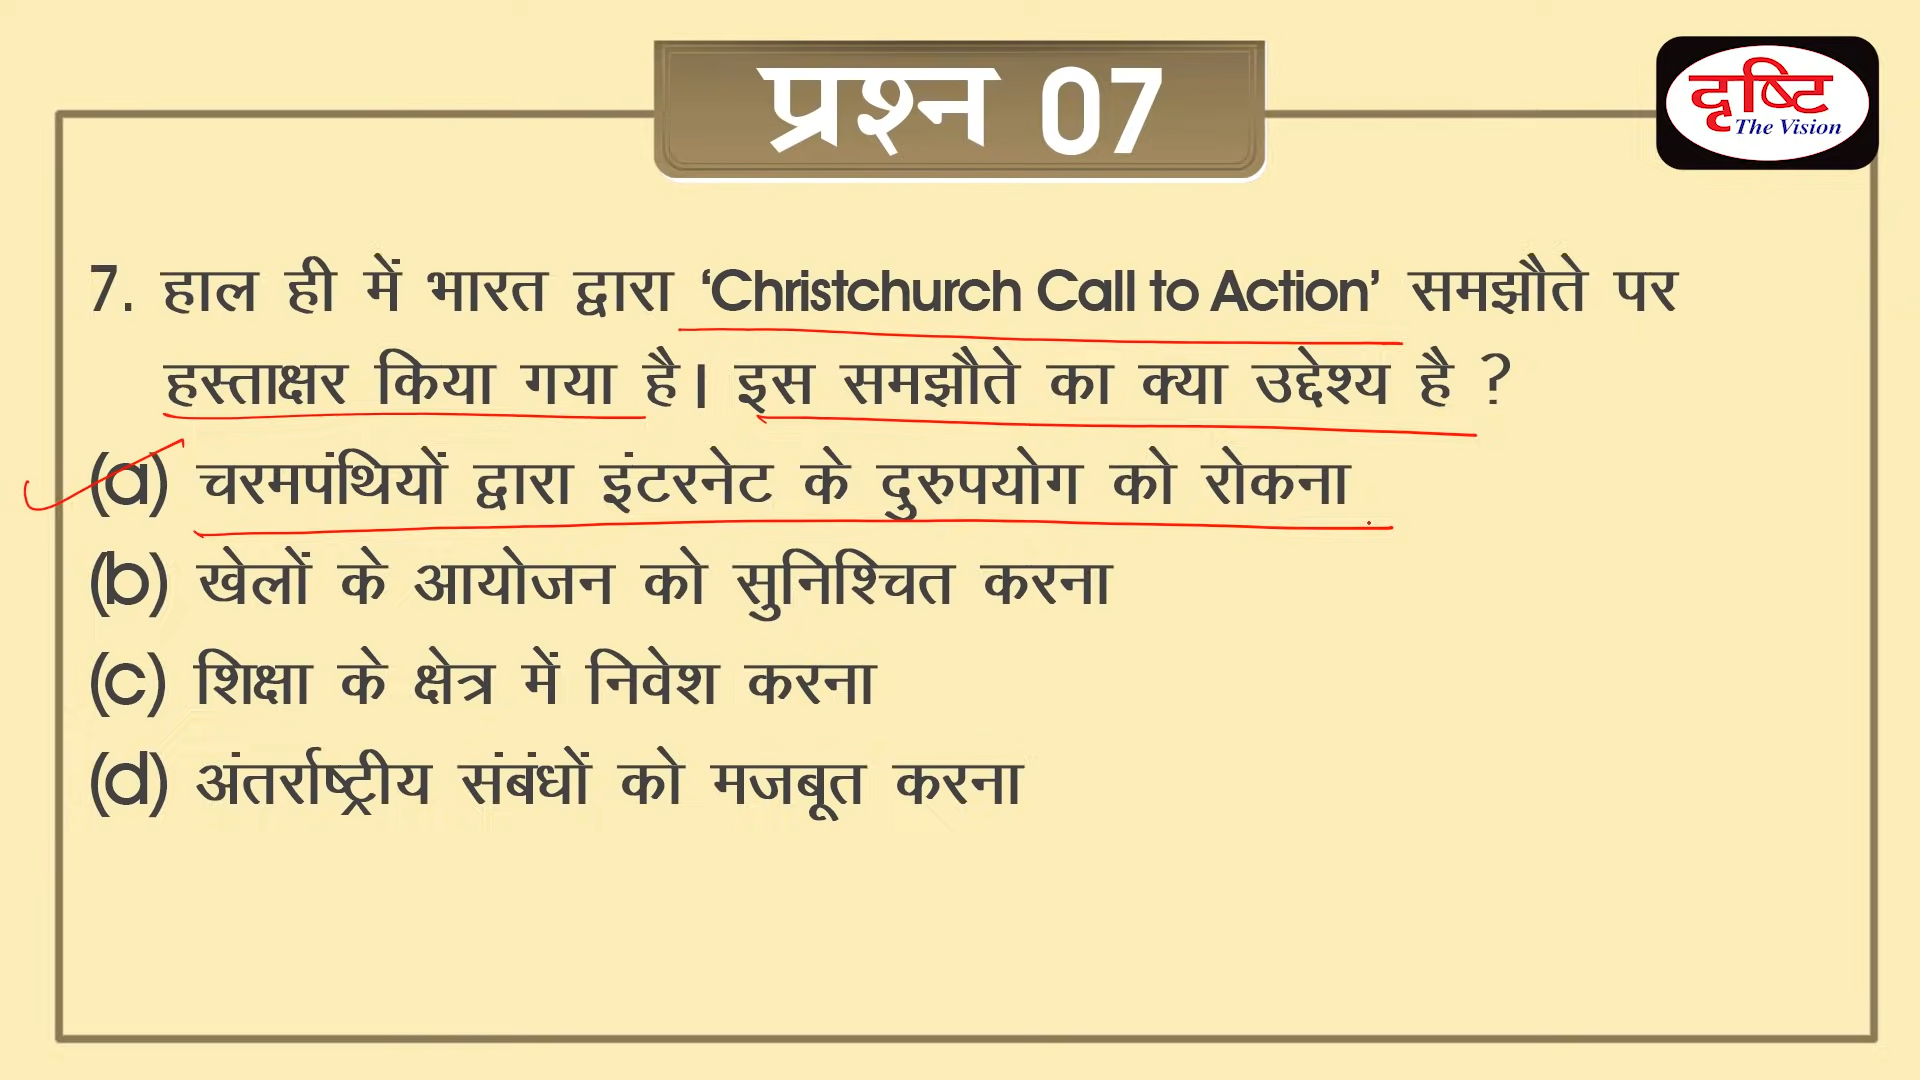 प्रश्न 07
दृष्टि
The Vision
7. हाल ही में भारत द्वारा ‘Christchurch Call to Action’ समझौते पर
हस्ताक्षर किया गया है। इस समझौते का क्या उद्देश्य है ?
(a) चरमपंथियों द्वारा इंटरनेट के दुरुपयोग को रोकना
(b) खेलों के आयोजन को सुनिश्चित करना
(c) शिक्षा के क्षेत्र में निवेश करना
(d) अंतर्राष्ट्रीय संबंधों को मजबूत करना